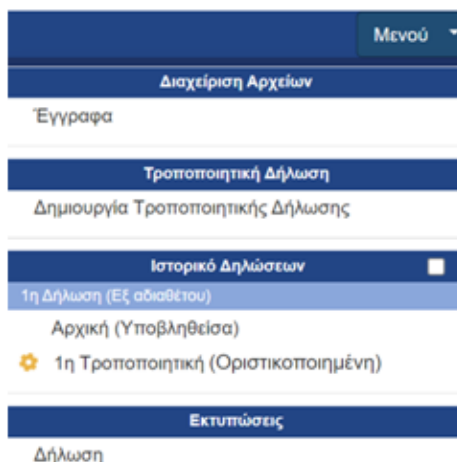 Μενού
Διαχείριση Αρχείων
Έγγραφα
Τροποποιητική Δήλωση
Δημιουργία Τροποποιητικής Δήλωσης
Ιστορικό Δηλώσεων
1η Δήλωση (Εξ αδιαθέτου)
Αρχική (Υποβληθείσα)
1η Τροποποιητική (Οριστικοποιημένη)
Εκτυπώσεις
Δήλωση